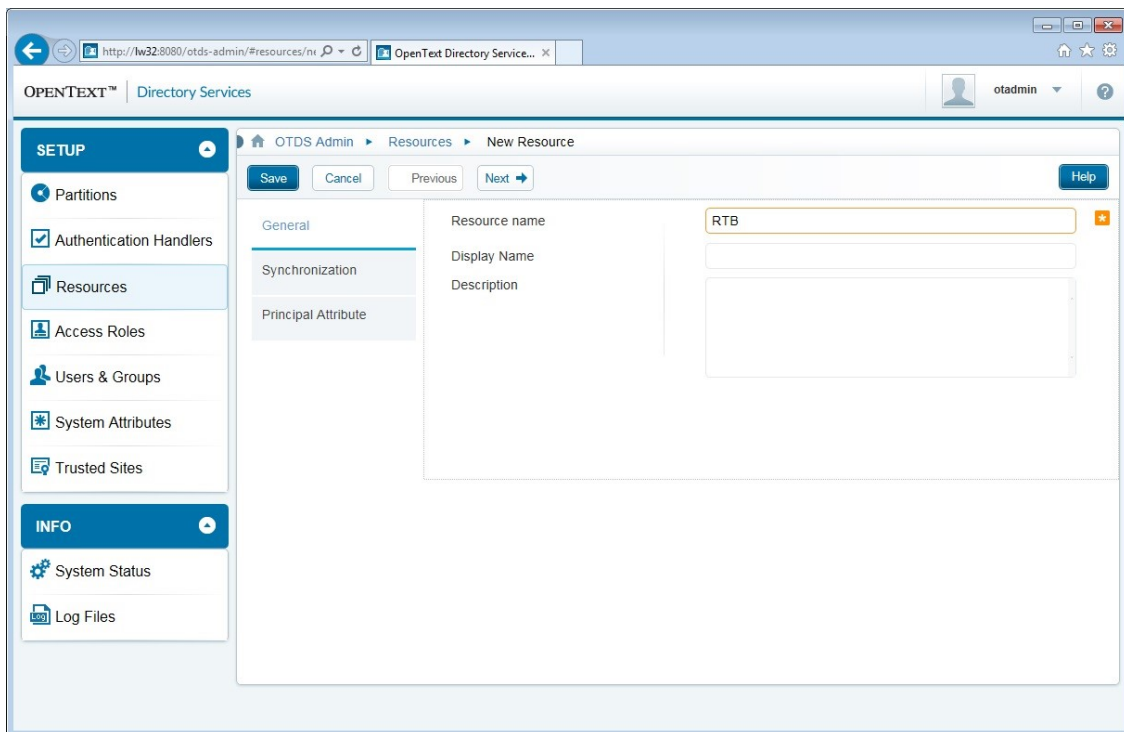 http://lw32:8080/otds-admin/#resources/ne
OpenText Directory Service...
OPENTEXT™ Directory Services
otadmin
SETUP
Partitions
Authentication Handlers
Resources
Access Roles
Users & Groups
System Attributes
Trusted Sites
INFO
System Status
Log
Log Files
OTDS Admin Resources New Resource
Save Cancel Previous Next Help
General
Synchronization
Principal Attribute
Resource name RTB
Display Name
Description